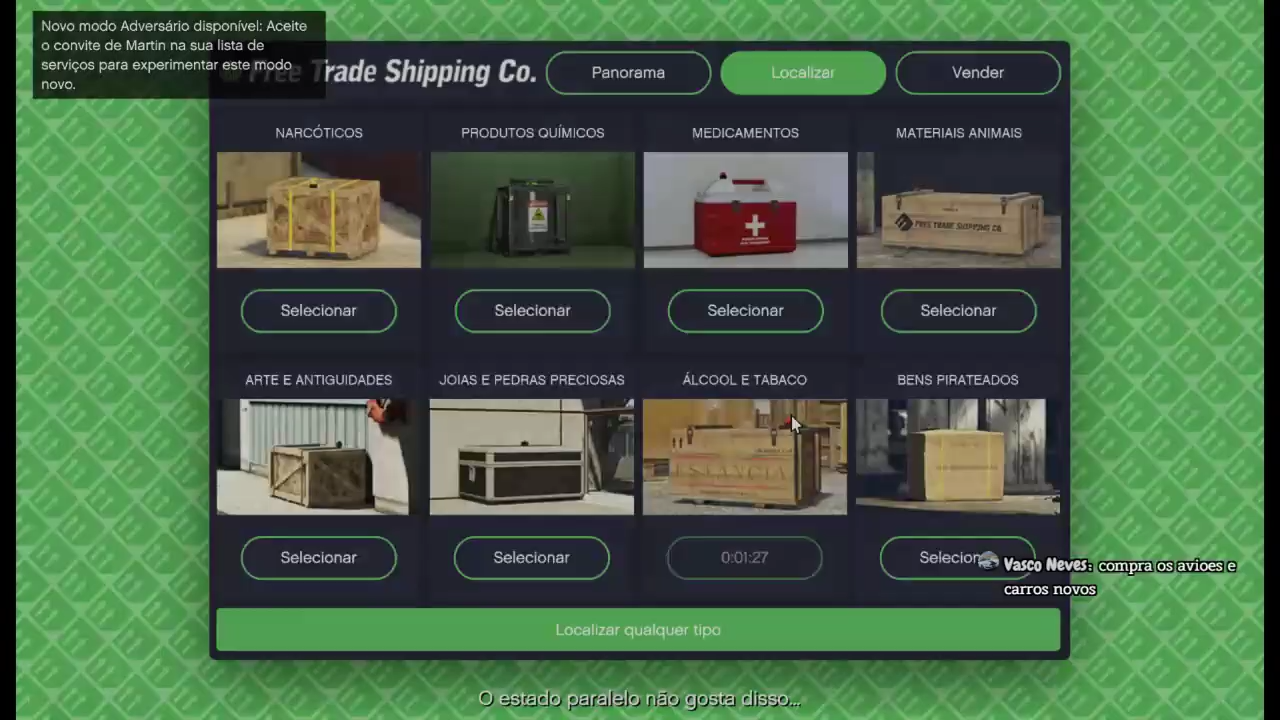 Novo modo Adversário disponível: Aceite
o convite de Martin na sua lista de
serviços para experimentar este modo
novo.
Free Trade Shipping Co.
Panorama
Localizar
Vender
NARCÓTICOS
PRODUTOS QUÍMICOS
MEDICAMENTOS
MATERIAIS ANIMAIS
FREE TRADE SHIPPING CO.
Selecionar
Selecionar
Selecionar
Selecionar
ARTE E ANTIGUIDADES
JOIAS E PEDRAS PRECIOSAS
ÁLCOOL E TABACO
BENS PIRATEADOS
ESTANCIA
Selecionar
Selecionar
0:01:27
Selecion
Vasco Neves: compra os avioes e
carros novos
Localizar qualquer tipo
O estado paralelo não gosta disso...